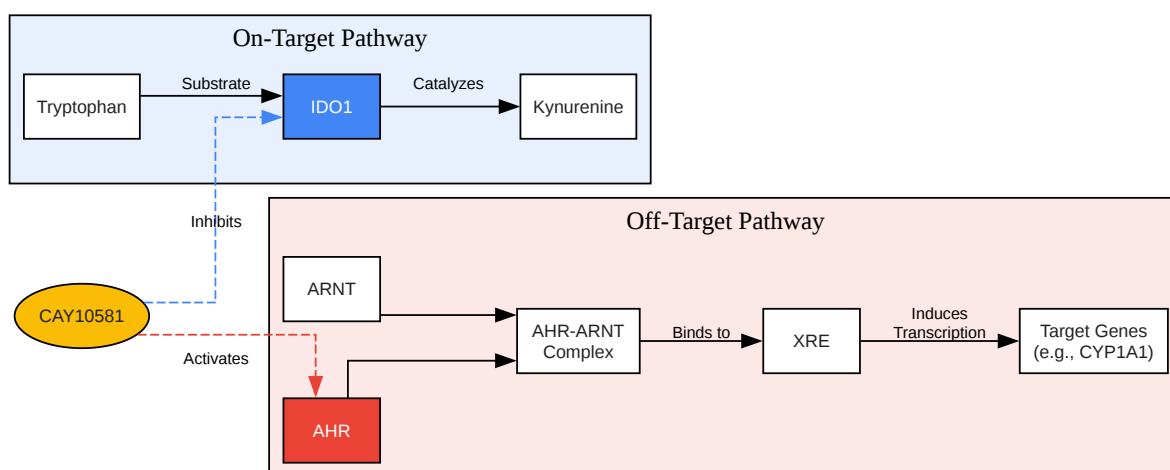 On-Target Pathway
Tryptophan
Substrate
IDO1
Catalyzes
Kynurenine
Inhibits
Off-Target Pathway
ARNT
CAY10581
Activates
AHR
AHR-ARNT
Complex
Binds to
XRE
Induces
Transcription
Target Genes
(e.g., CYP1A1)